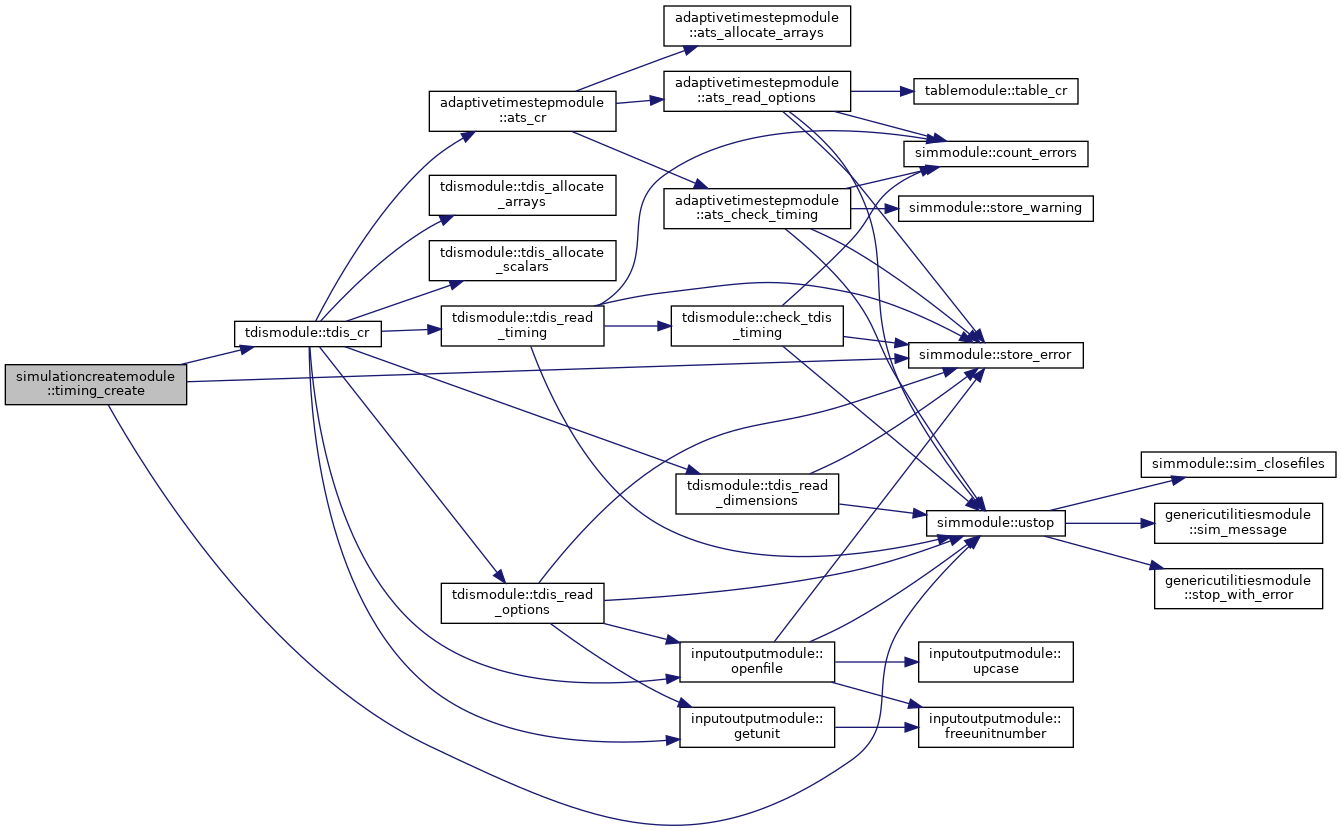 adaptivetimestepmodule
::ats_allocate_arrays
adaptivetimestepmodule
::ats_read_options
adaptivetimestepmodule
::ats_cr
tablemodule::table_cr
simmodule::count_errors
tdismodule::tdis_allocate
_arrays
adaptivetimestepmodule
::ats_check_timing
simmodule::store_warning
tdismodule::tdis_allocate
_scalars
tdismodule::tdis_cr
tdismodule::tdis_read
_timing
tdismodule::check_tdis
_timing
simmodule::store_error
simulationcreatemodule
::timing_create
simmodule::sim_closefiles
tdismodule::tdis_read
_dimensions
simmodule::ustop
genericutilitiesmodule
::sim_message
genericutilitiesmodule
::stop_with_error
tdismodule::tdis_read
_options
inputoutputmodule::
openfile
inputoutputmodule::
upcase
inputoutputmodule::
getunit
inputoutputmodule::
freeunitnumber